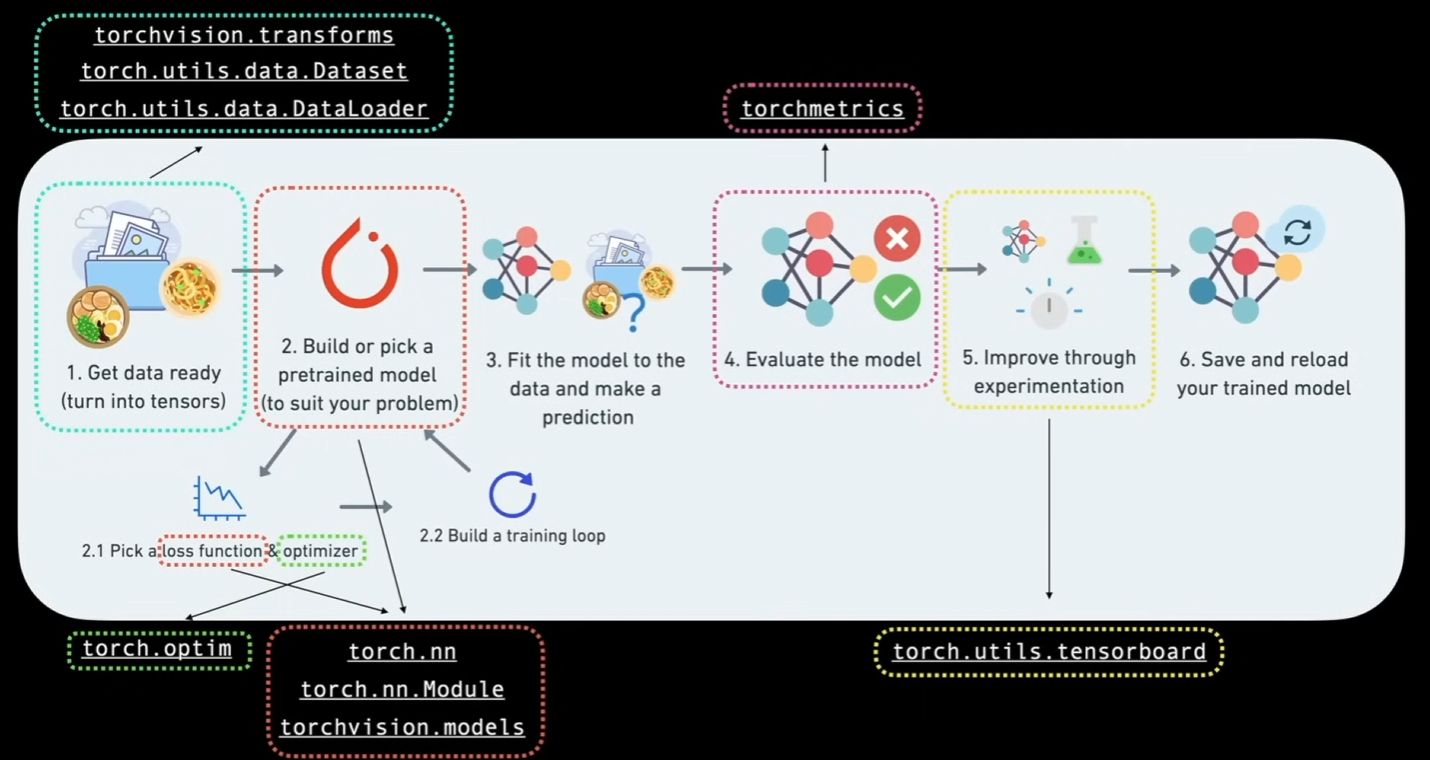 torchvision.transforms
torch.utils.data.Dataset
torch.utils.data.DataLoader
torchmetrics
1. Get data ready
(turn into tensors)
2. Build or pick a
pretrained model
(to suit your problem)
3. Fit the model to the
data and make a
prediction
4. Evaluate the model
5. Improve through
experimentation
6. Save and reload
your trained model
2.1 Pick a loss function & optimizer
2.2 Build a training loop
torch.optim
torch.nn
torch.nn.Module
torchvision.models
torch.utils.tensorboard